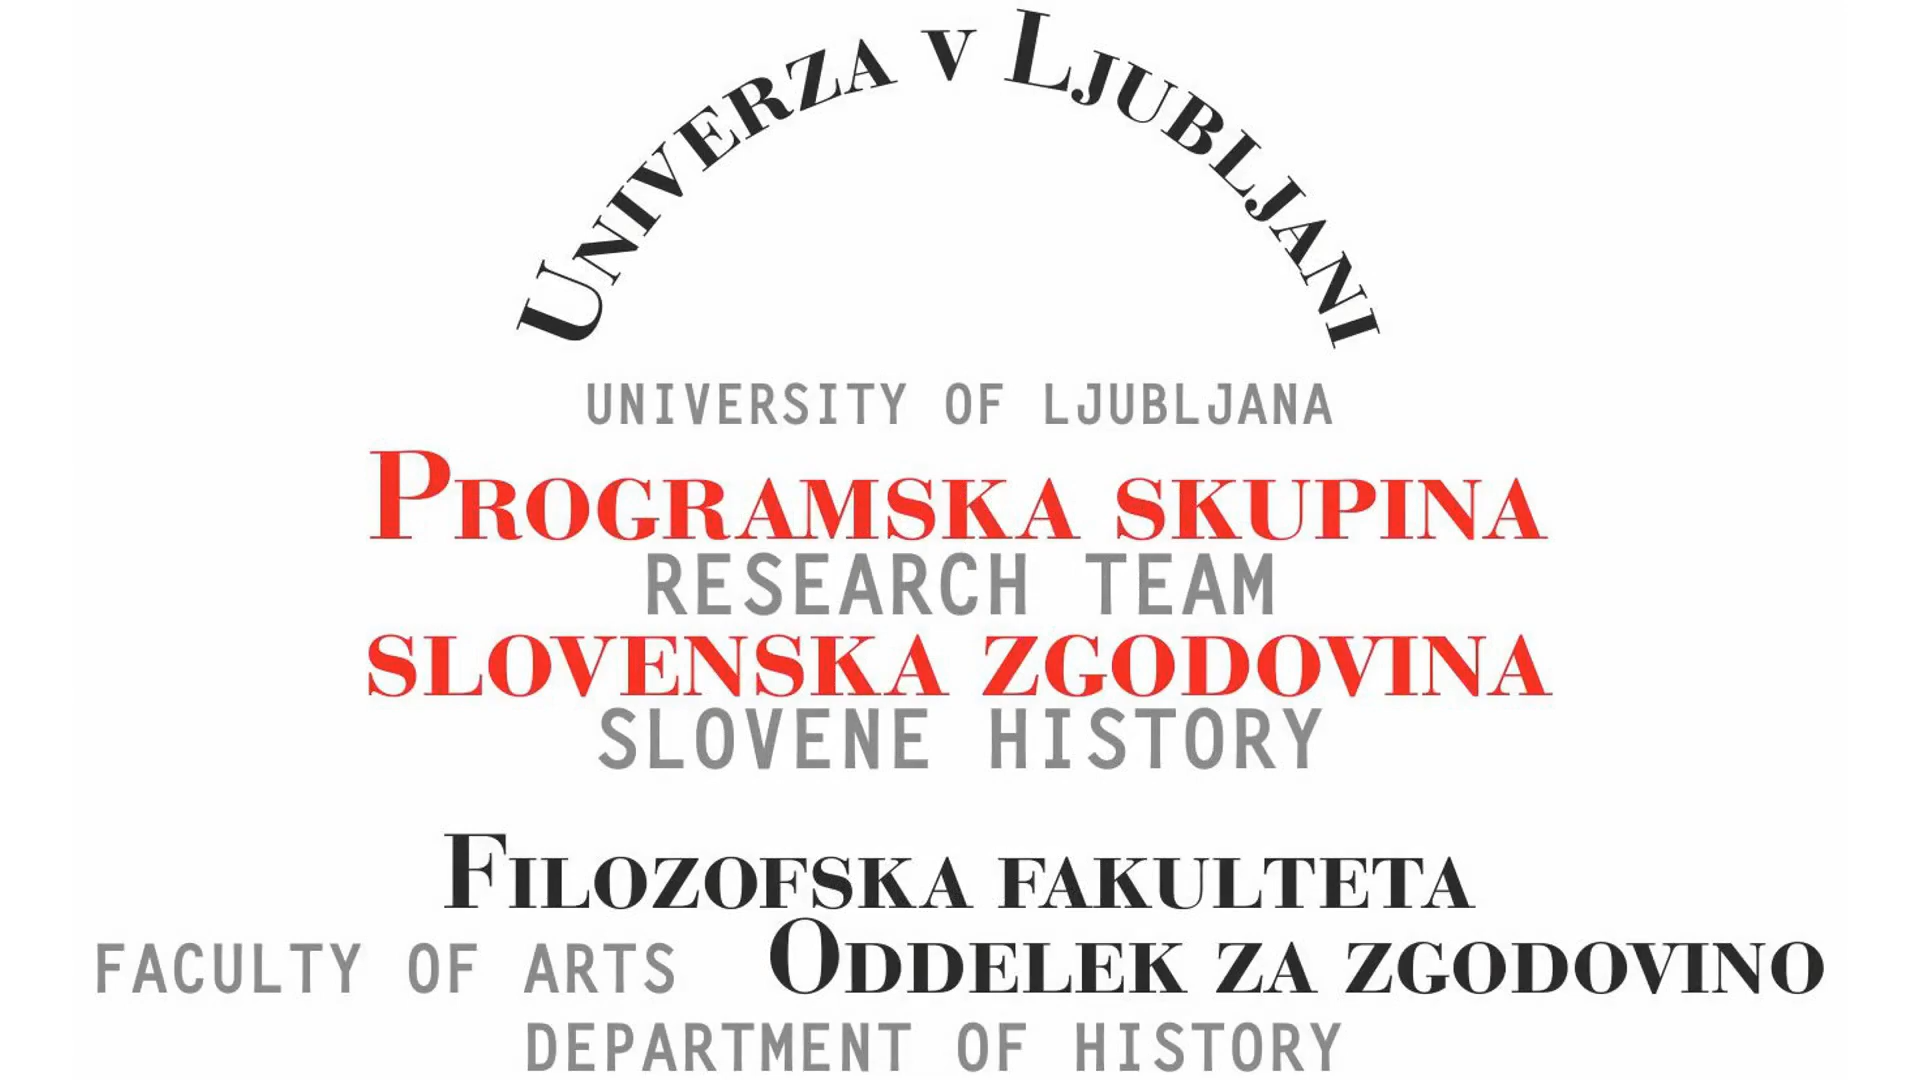 Univerza v Ljubljani
UNIVERSITY OF LJUBLJANA
Programska skupina
RESEARCH TEAM
slovenska zgodovina
SLOVENE HISTORY
Filozofska fakulteta
FACULTY OF ARTS Oddelek za zgodovino
DEPARTMENT OF HISTORY